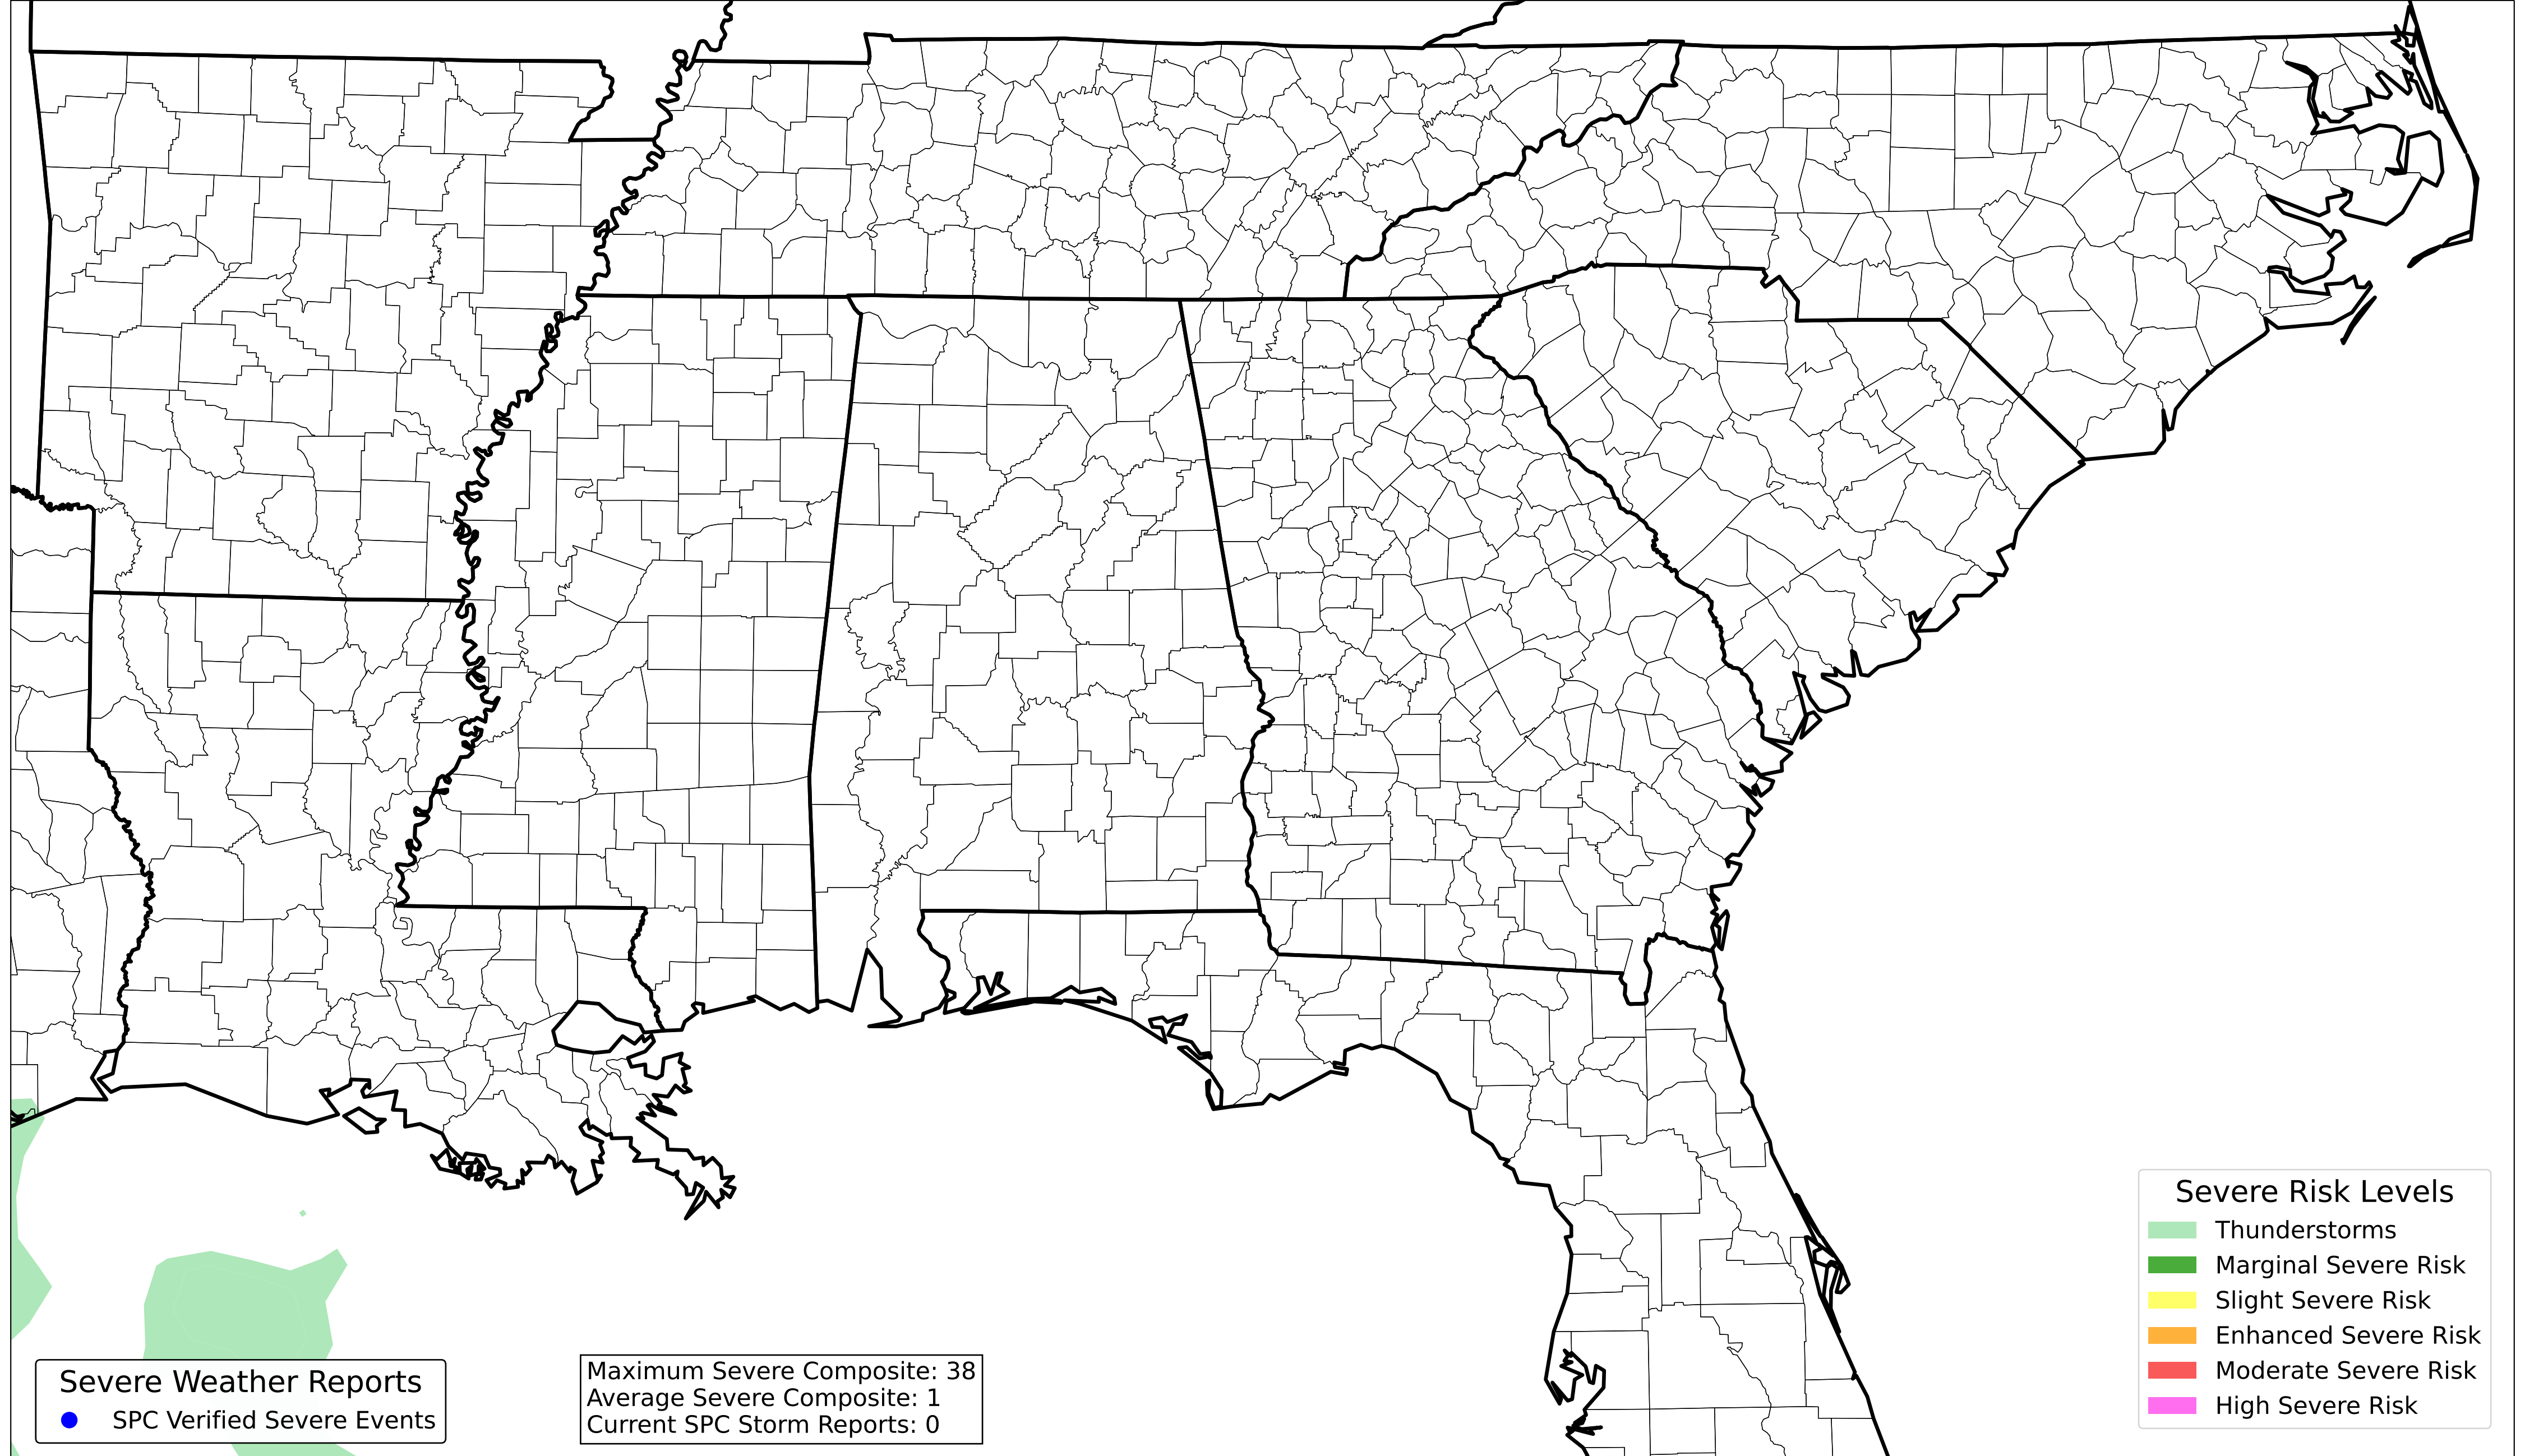 Severe Risk Levels
Thunderstorms
Marginal Severe Risk
Slight Severe Risk
Enhanced Severe Risk
Moderate Severe Risk
High Severe Risk
Severe Weather Reports
SPC Verified Severe Events
Maximum Severe Composite: 38
Average Severe Composite: 1
Current SPC Storm Reports: 0